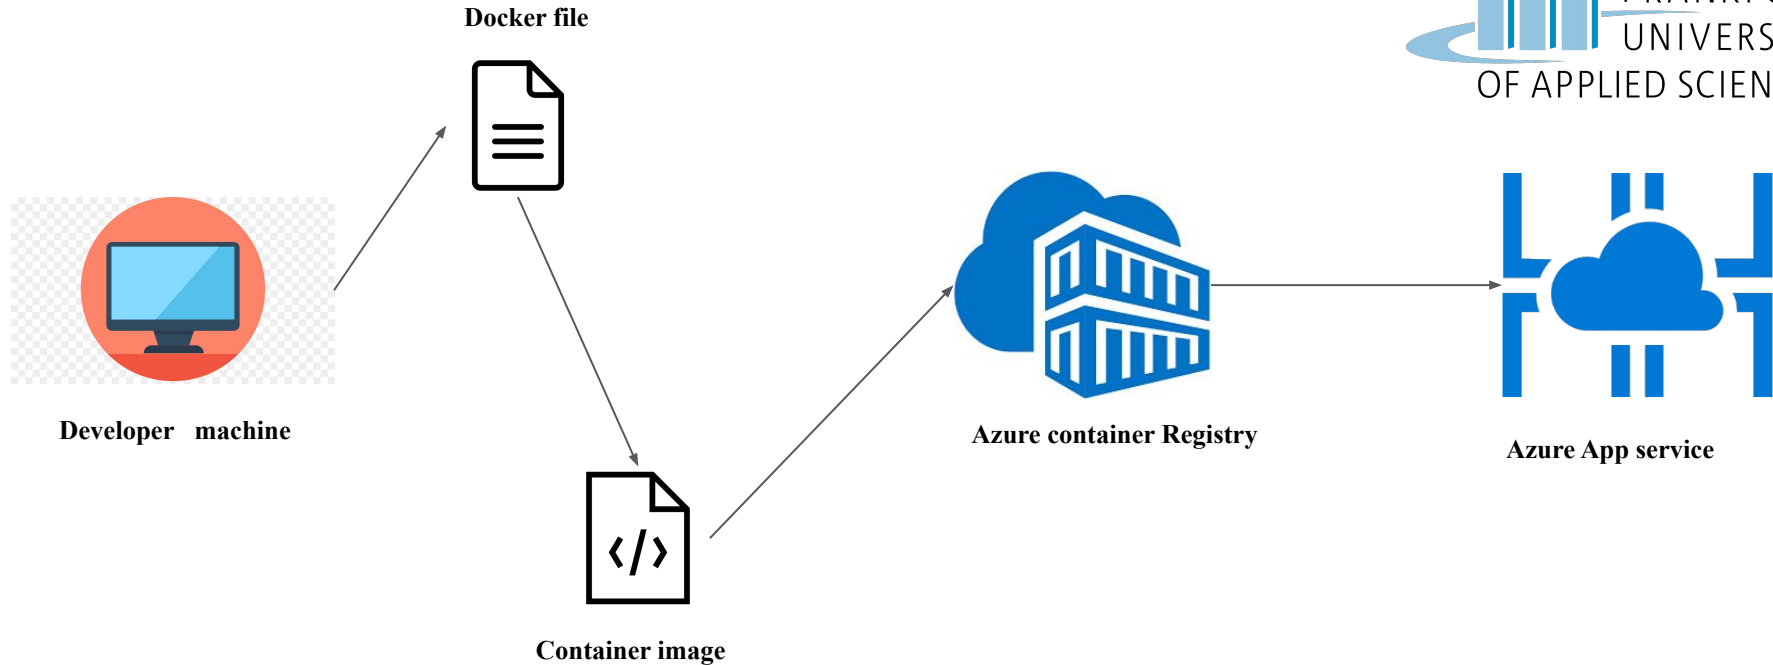 Docker file
UNIVERS
OF APPLIED SCIEN
Developer machine
Azure container Registry
Azure App service
Container image